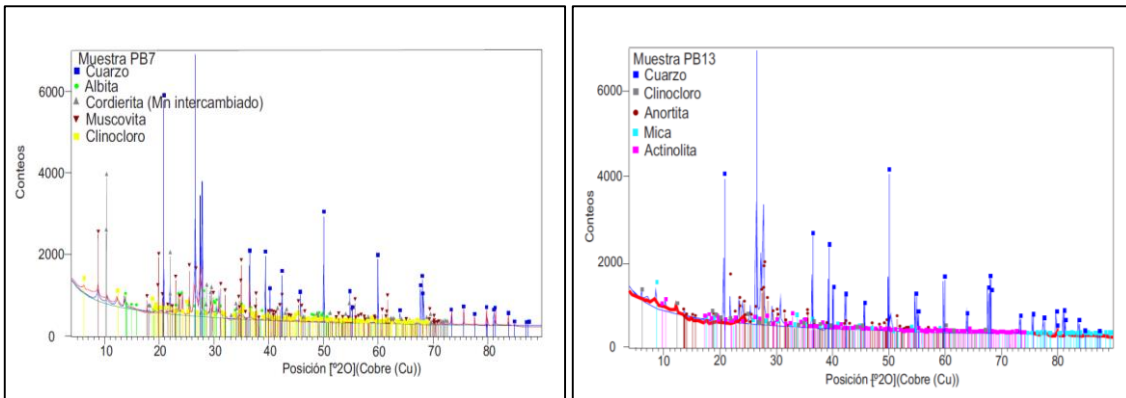 Muestra PB7
Cuarzo
Albita
Cordierita (Mn intercambiado)
Muscovita
Clinocloro
Conteos
6000
4000
2000
0
10 20 30 40 50 60 70 80
Posición [º2O](Cobre (Cu))
Muestra PB13
Cuarzo
Clinocloro
Anortita
Mica
Actinolita
Conteos
6000
4000
2000
0
10 20 30 40 50 60 70 80
Posición [º2O](Cobre (Cu))